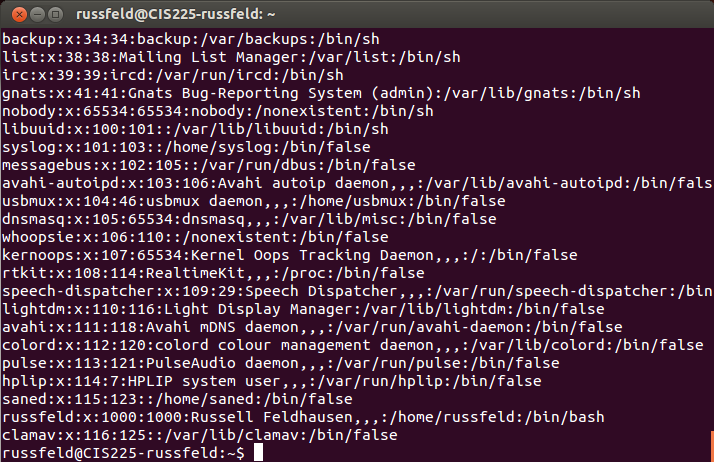 russfeld@CIS225-russfeld: ~
backup:x:34:34:backup:/var/backups:/bin/sh
list:x:38:38:Mailing List Manager:/var/list:/bin/sh
irc:x:39:39:ircd:/var/run/ircd:/bin/sh
gnats:x:41:41:Gnats Bug-Reporting System (admin):/var/lib/gnats:/bin/sh
nobody:x:65534:65534:nobody:/nonexistent:/bin/sh
libuuid:x:100:101::/var/lib/libuuid:/bin/sh
syslog:x:101:103::/home/syslog:/bin/false
messagebus:x:102:105::/var/run/dbus:/bin/false
avahi-autoipd:x:103:106:Avahi autoip daemon,,,:/var/lib/avahi-autoipd:/bin/fals
usbmux:x:104:46:usbmux daemon,,,:/home/usbmux:/bin/false
dnsmasq:x:105:65534:dnsmasq,,,:/var/lib/misc:/bin/false
whoopsie:x:106:110::/nonexistent:/bin/false
kernoops:x:107:65534:Kernel Oops Tracking Daemon,,,:/:/bin/false
rtkit:x:108:114:RealtimeKit,,,:/proc:/bin/false
speech-dispatcher:x:109:29:Speech Dispatcher,,,:/var/run/speech-dispatcher:/bin
lightdm:x:110:116:Light Display Manager:/var/lib/lightdm:/bin/false
avahi:x:111:118:Avahi mDNS daemon,,,:/var/run/avahi-daemon:/bin/false
colord:x:112:120:colord colour management daemon,,,:/var/lib/colord:/bin/false
pulse:x:113:121:PulseAudio daemon,,,:/var/run/pulse:/bin/false
hplip:x:114:7:HPLIP system user,,,:/var/run/hplip:/bin/false
saned:x:115:123::/home/saned:/bin/false
russfeld:x:1000:1000:Russell Feldhausen,,,:/home/russfeld:/bin/bash
clamav:x:116:125::/var/lib/clamav:/bin/false
russfeld@CIS225-russfeld:~$